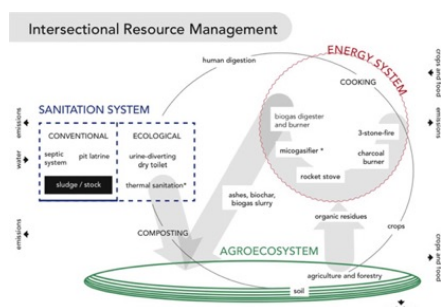 Intersectional Resource Management
ENERGY SYSTEM
human digestion
COOKING
crops and food
emissions
SANITATION SYSTEM
CONVENTIONAL
septic
system
pit latrine
sludge / stock
ECOLOGICAL
urine-diverting
dry toilet
thermal sanitation*
emissions
water
emissions
biogas digester
and burner
micogasifier *
rocket stove
3-stone-fire
charcoal
burner
ashes, biochar,
biogas slurry
organic residues
crops
COMPOSTING
AGROECOSYSTEM
agriculture and forestry
soil
crops and food
emissions